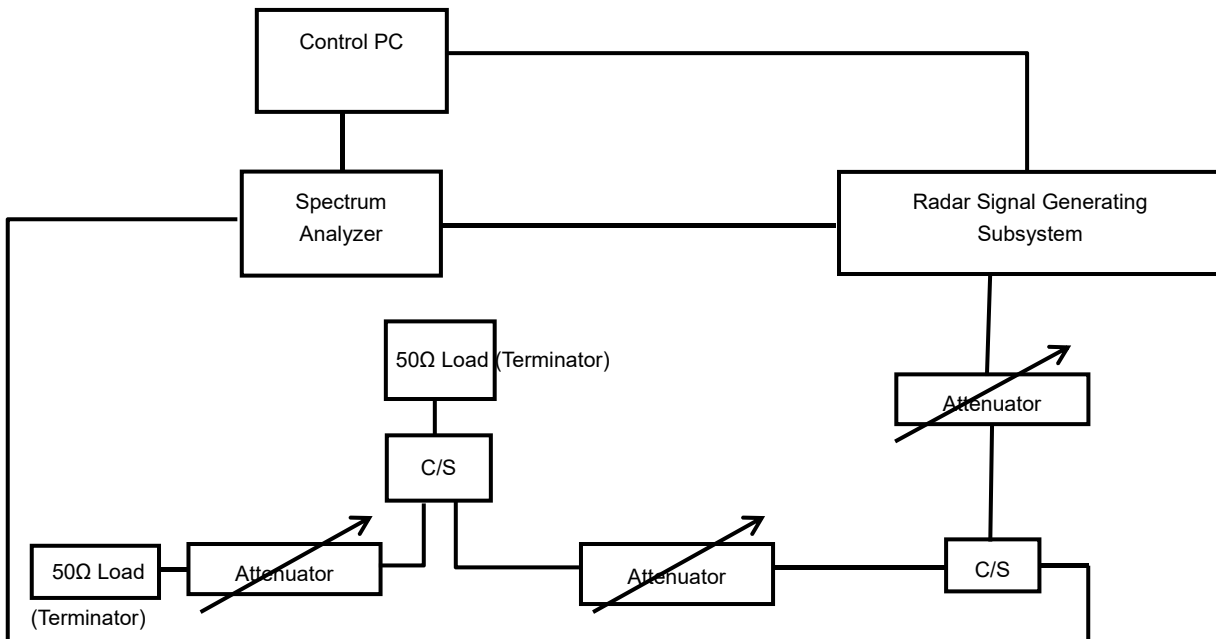 Control PC
Spectrum
Analyzer
Radar Signal Generating
Subsystem
50Ω Load (Terminator)
Attenuator
C/S
50Ω Load
(Terminator)
Attenuator
Attenuator
C/S